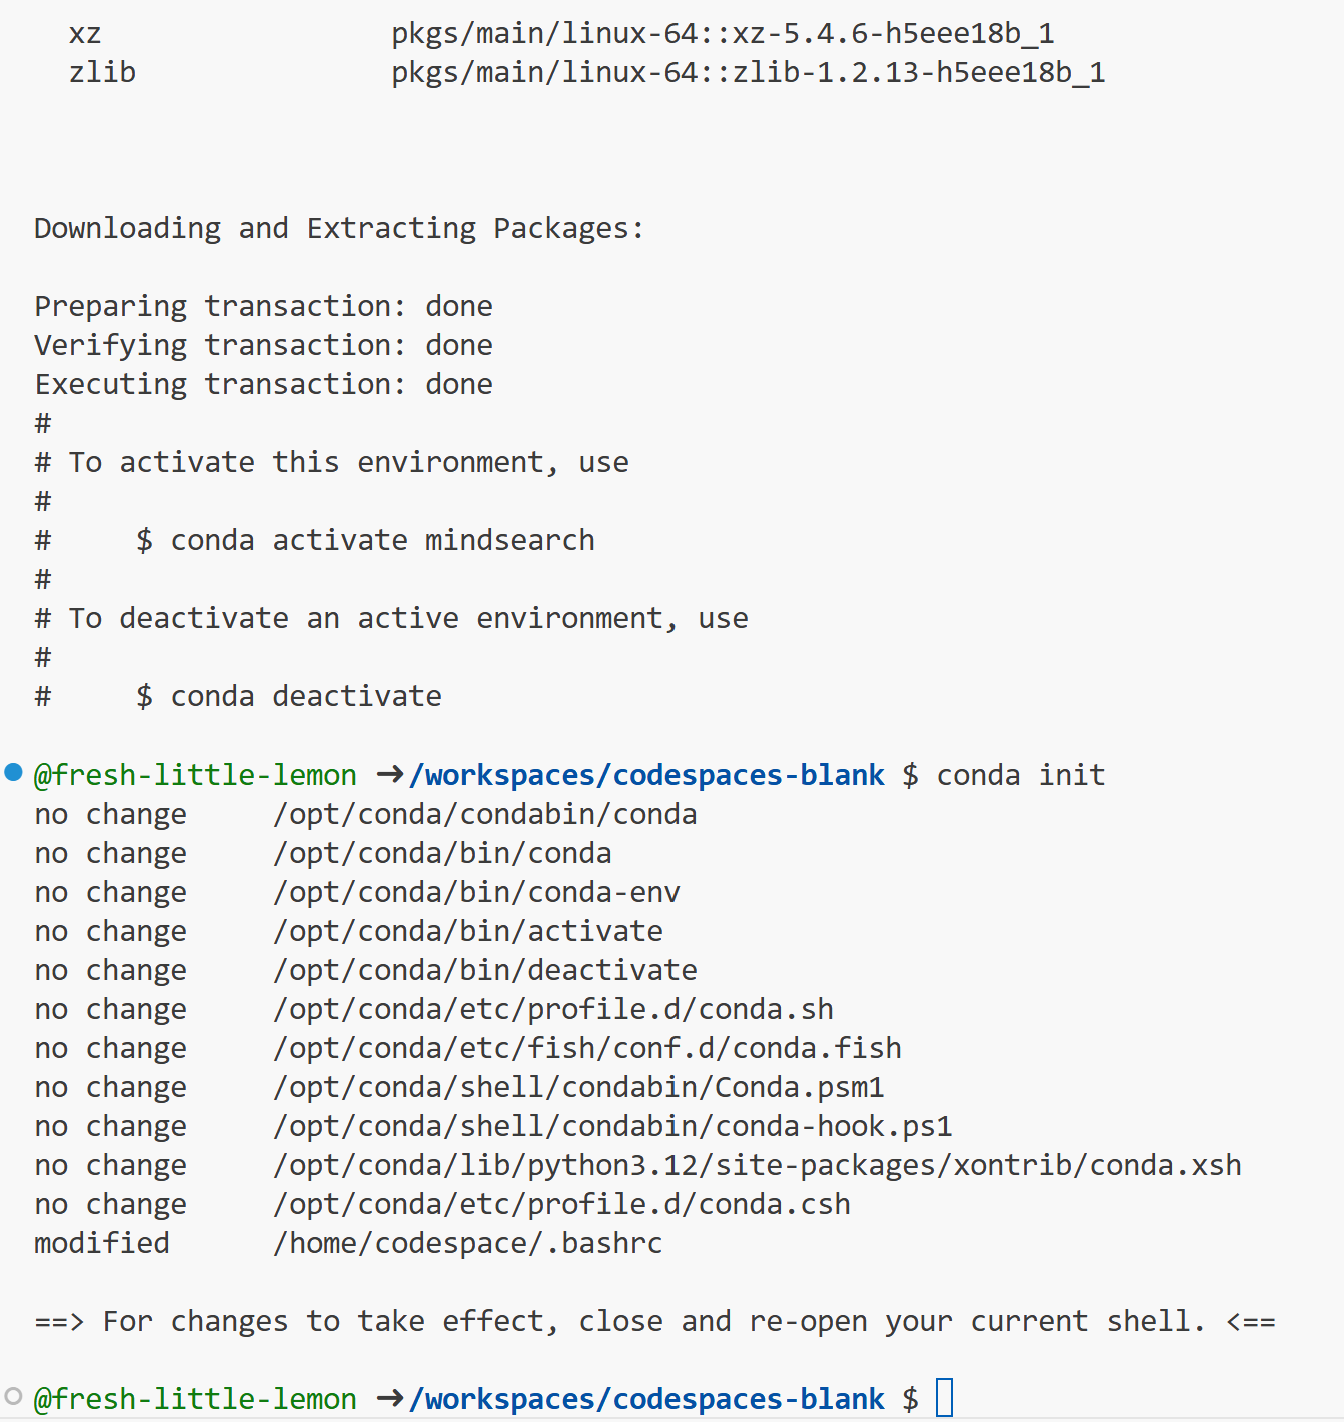 xz pkgs/main/linux-64::xz-5.4.6-h5eee18b_1
zlib pkgs/main/linux-64::zlib-1.2.13-h5eee18b_1
Downloading and Extracting Packages:
Preparing transaction: done
Verifying transaction: done
Executing transaction: done
#
# To activate this environment, use
#
#     $ conda activate mindsearch
#
# To deactivate an active environment, use
#
#     $ conda deactivate
@fresh-little-lemon ➜/workspaces/codespaces-blank $ conda init
no change     /opt/conda/condabin/conda
no change     /opt/conda/bin/conda
no change     /opt/conda/bin/conda-env
no change     /opt/conda/bin/activate
no change     /opt/conda/bin/deactivate
no change     /opt/conda/etc/profile.d/conda.sh
no change     /opt/conda/etc/fish/conf.d/conda.fish
no change     /opt/conda/shell/condabin/Conda.psm1
no change     /opt/conda/shell/condabin/conda-hook.ps1
no change     /opt/conda/lib/python3.12/site-packages/xontrib/conda.xsh
no change     /opt/conda/etc/profile.d/conda.csh
modified      /home/codespace/.bashrc
==> For changes to take effect, close and re-open your current shell. <==
@fresh-little-lemon ➜/workspaces/codespaces-blank $